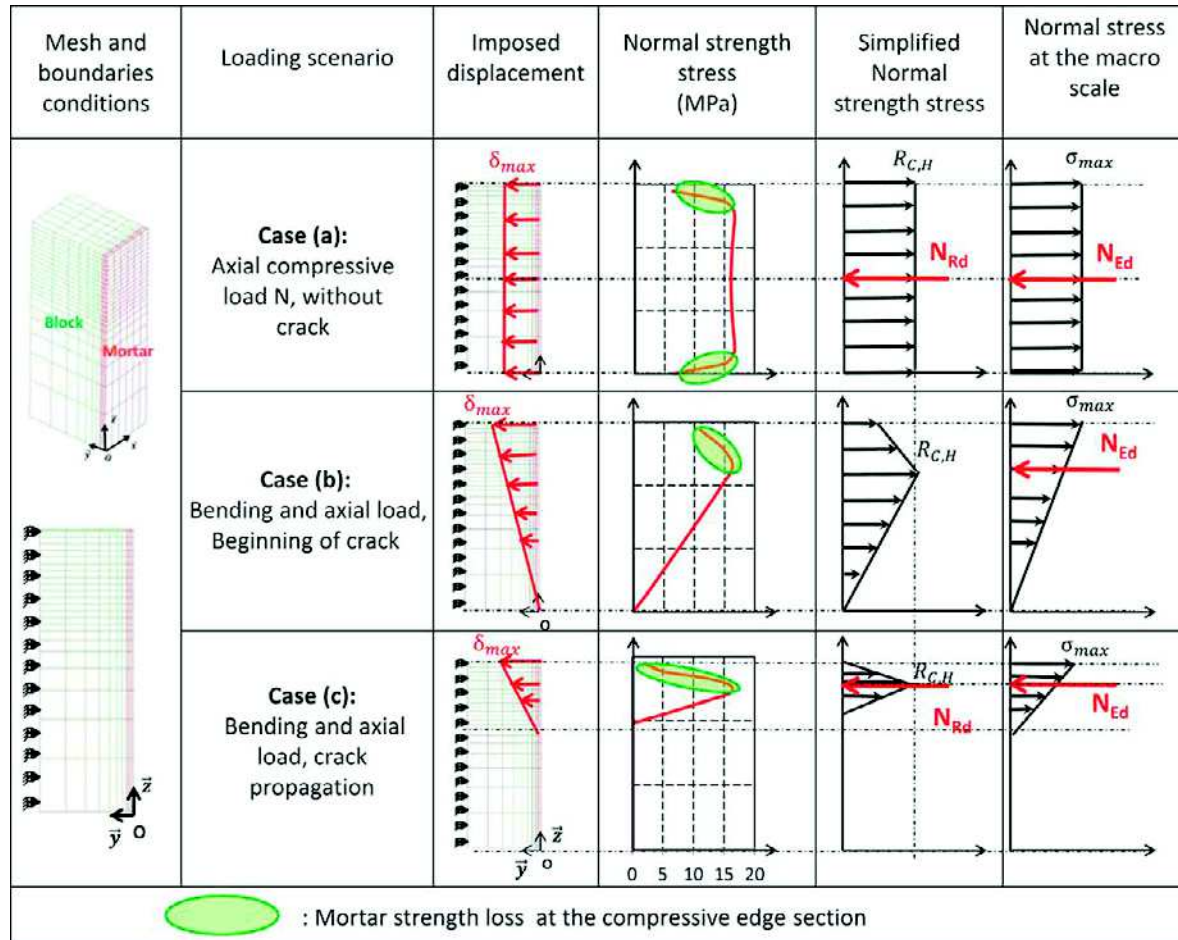 Mesh and
boundaries
conditions
Loading scenario
Imposed
displacement
Normal strength
stress
(MPa)
Simplified
Normal
strength stress
Normal stress
at the macro
scale
Block
Mortar
z
y
o
x
Case (a):
Axial compressive
load N, without
crack
δmax
RC,H
NRd
σmax
NEd
Case (b):
Bending and axial load,
Beginning of crack
δmax
o
RC,H
σmax
NEd
z
y O
Case (c):
Bending and axial
load, crack
propagation
δmax
z
y o
0 5 10 15 20
RC,H
NRd
σmax
NEd
: Mortar strength loss at the compressive edge section